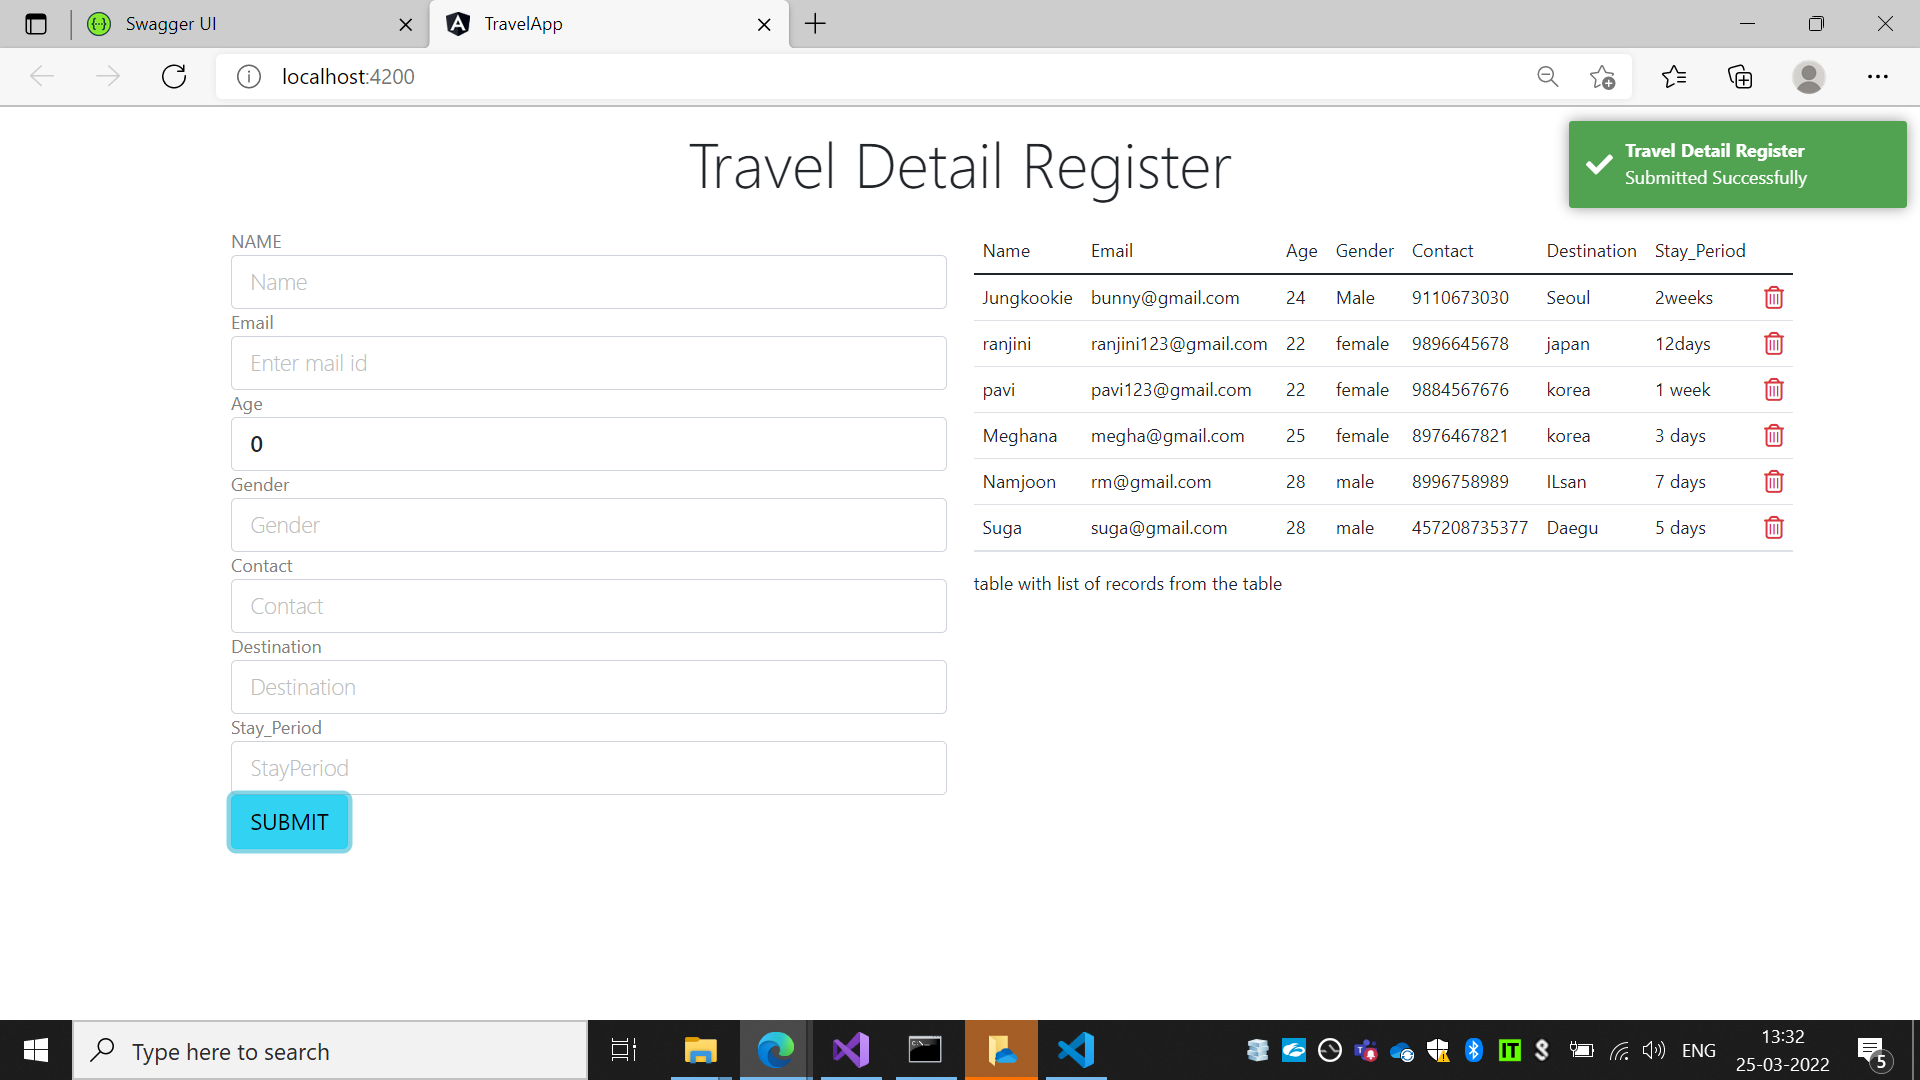 Swagger UI
TravelApp
localhost:4200
Travel Detail Register
Travel Detail Register
Submitted Successfully
NAME
Name
Email
Enter mail id
Age
0
Gender
Gender
Contact
Contact
Destination
Destination
Stay_Period
StayPeriod
SUBMIT
Name Email Age Gender Contact Destination Stay_Period
Jungkookie bunny@gmail.com 24 Male 9110673030 Seoul 2weeks
ranjini ranjini123@gmail.com 22 female 9896645678 japan 12days
pavi pavi123@gmail.com 22 female 9884567676 korea 1 week
Meghana megha@gmail.com 25 female 8976467821 korea 3 days
Namjoon rm@gmail.com 28 male 8996758989 ILsan 7 days
Suga suga@gmail.com 28 male 457208735377 Daegu 5 days
table with list of records from the table
Type here to search
IT
ENG
13:32
25-03-2022
5